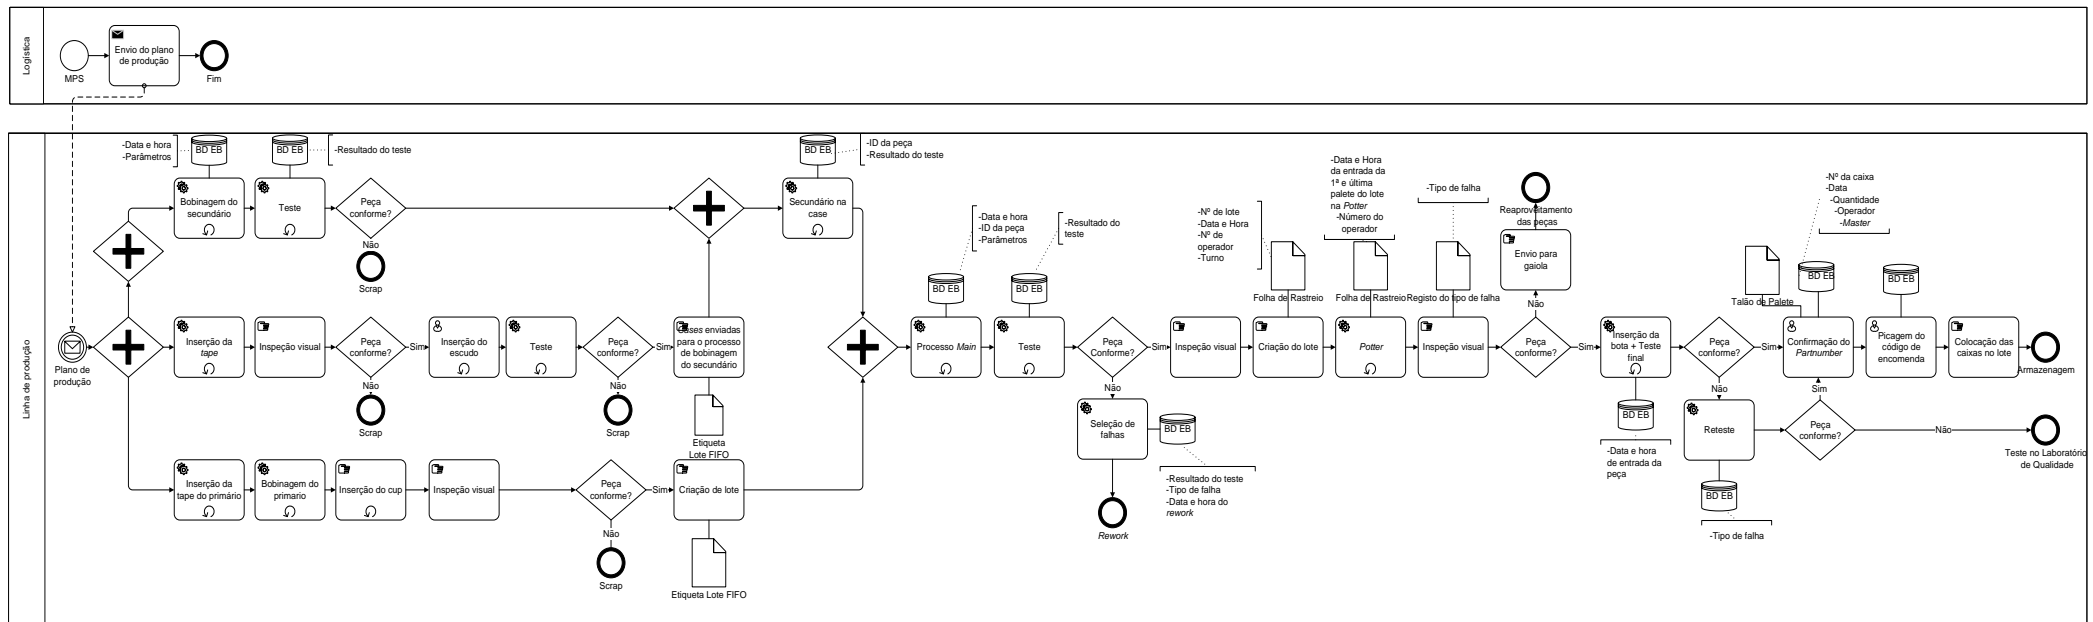 Logística
MPS
Envio do plano
de produção
Fim
Linha de produção
Plano de
produção
-Data e hora
-Parâmetros
BD EB
Bobinagem do
secundário
BD EB
-Resultado do teste
Teste
Peça
conforme?
Não
Scrap
BD EB
-ID da peça
-Resultado do teste
Secundário na
case
Inserção da
tape
Inspeção visual
Peça
conforme?
Sim
Não
Scrap
Inserção do
escudo
Teste
Peça
conforme?
Sim
Não
Scrap
Cases enviadas
para o processo
de bobinagem
do secundário
Etiqueta
Lote FIFO
Inserção da
tape do primário
Bobinagem do
primario
Inserção do cup
Inspeção visual
Peça
conforme?
Sim
Não
Scrap
Criação de lote
Etiqueta Lote FIFO
-Data e hora
-ID da peça
-Parâmetros
BD EB
Processo Main
-Resultado do
teste
BD EB
Teste
Peça
Conforme?
Sim
Não
Seleção de
falhas
BD EB
-Resultado do teste
-Tipo de falha
-Data e hora do
rework
Rework
Inspeção visual
-Nº de lote
-Data e Hora
-Nº de
operador
-Turno
Folha de Rastreio
Criação do lote
-Data e Hora
da entrada da
1ª e última
palete do lote
na Potter
-Número do
operador
Folha de Rastreio
Potter
-Tipo de falha
Registo do tipo de falha
Inspeção visual
Reaproveitamento
das peças
Envio para
gaiola
Não
Peça
conforme?
Sim
Inserção da
bota + Teste
final
BD EB
-Data e hora
de entrada da
peça
Peça
conforme?
Sim
Não
Reteste
BD EB
-Tipo de falha
Peça
conforme?
Sim
Não
Teste no Laboratório
de Qualidade
Talão de Palete
-Nº da caixa
-Data
-Quantidade
-Operador
-Master
BD EB
Confirmação do
Partnumber
BD EB
Picagem do
código de
encomenda
Colocação das
caixas no lote
Armazenagem